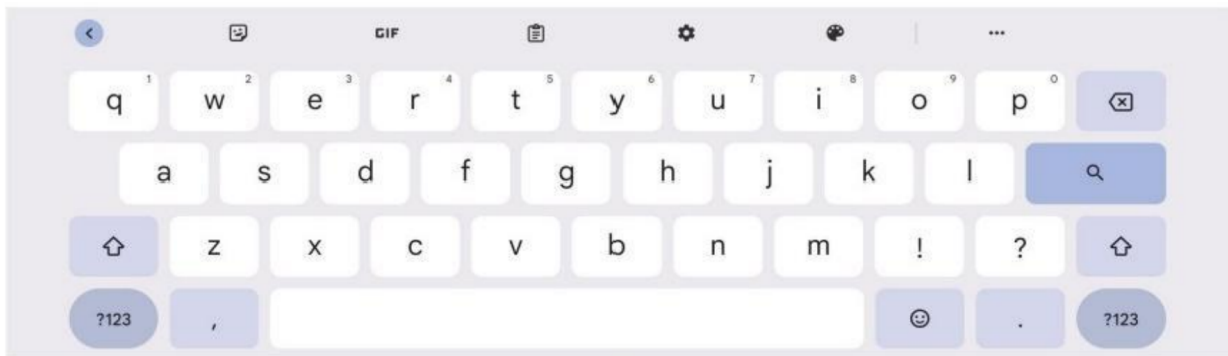 GIF
q 1 w 2 e 3 r 4 t 5 y 6 u 7 i 8 o 9 p 0
a s d f g h j k l
z x c v b n m ! ?
?123 , . ?123